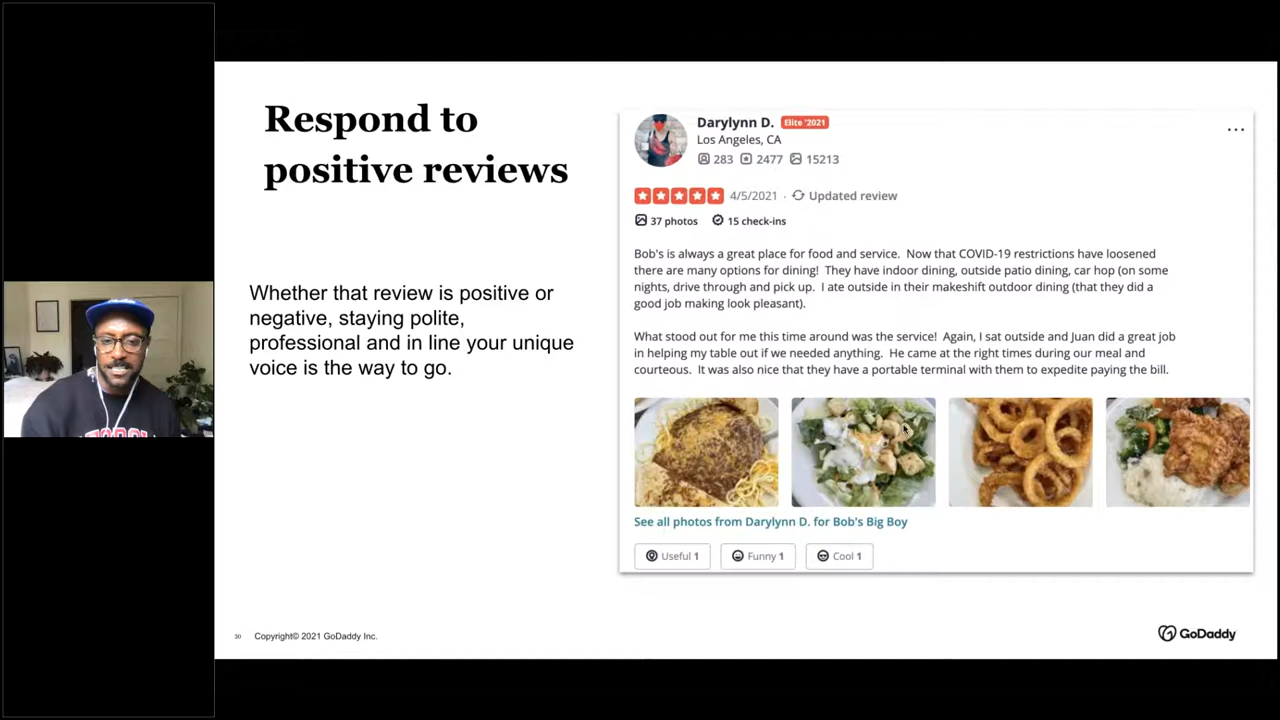 Respond to
positive reviews
Whether that review is positive or
negative, staying polite,
professional and in line your unique
voice is the way to go.
Darylynn D. Elite '2021
Los Angeles, CA
283 2477 15213
4/5/2021 · Updated review
37 photos 15 check-ins
Bob's is always a great place for food and service. Now that COVID-19 restrictions have loosened
there are many options for dining! They have indoor dining, outside patio dining, car hop (on some
nights, drive through and pick up. I ate outside in their makeshift outdoor dining (that they did a
good job making look pleasant).
What stood out for me this time around was the service! Again, I sat outside and Juan did a great job
in helping my table out if we needed anything. He came at the right times during our meal and
courteous. It was also nice that they have a portable terminal with them to expedite paying the bill.
See all photos from Darylynn D. for Bob's Big Boy
Useful 1 Funny 1 Cool 1
30 Copyright© 2021 GoDaddy Inc.
GoDaddy